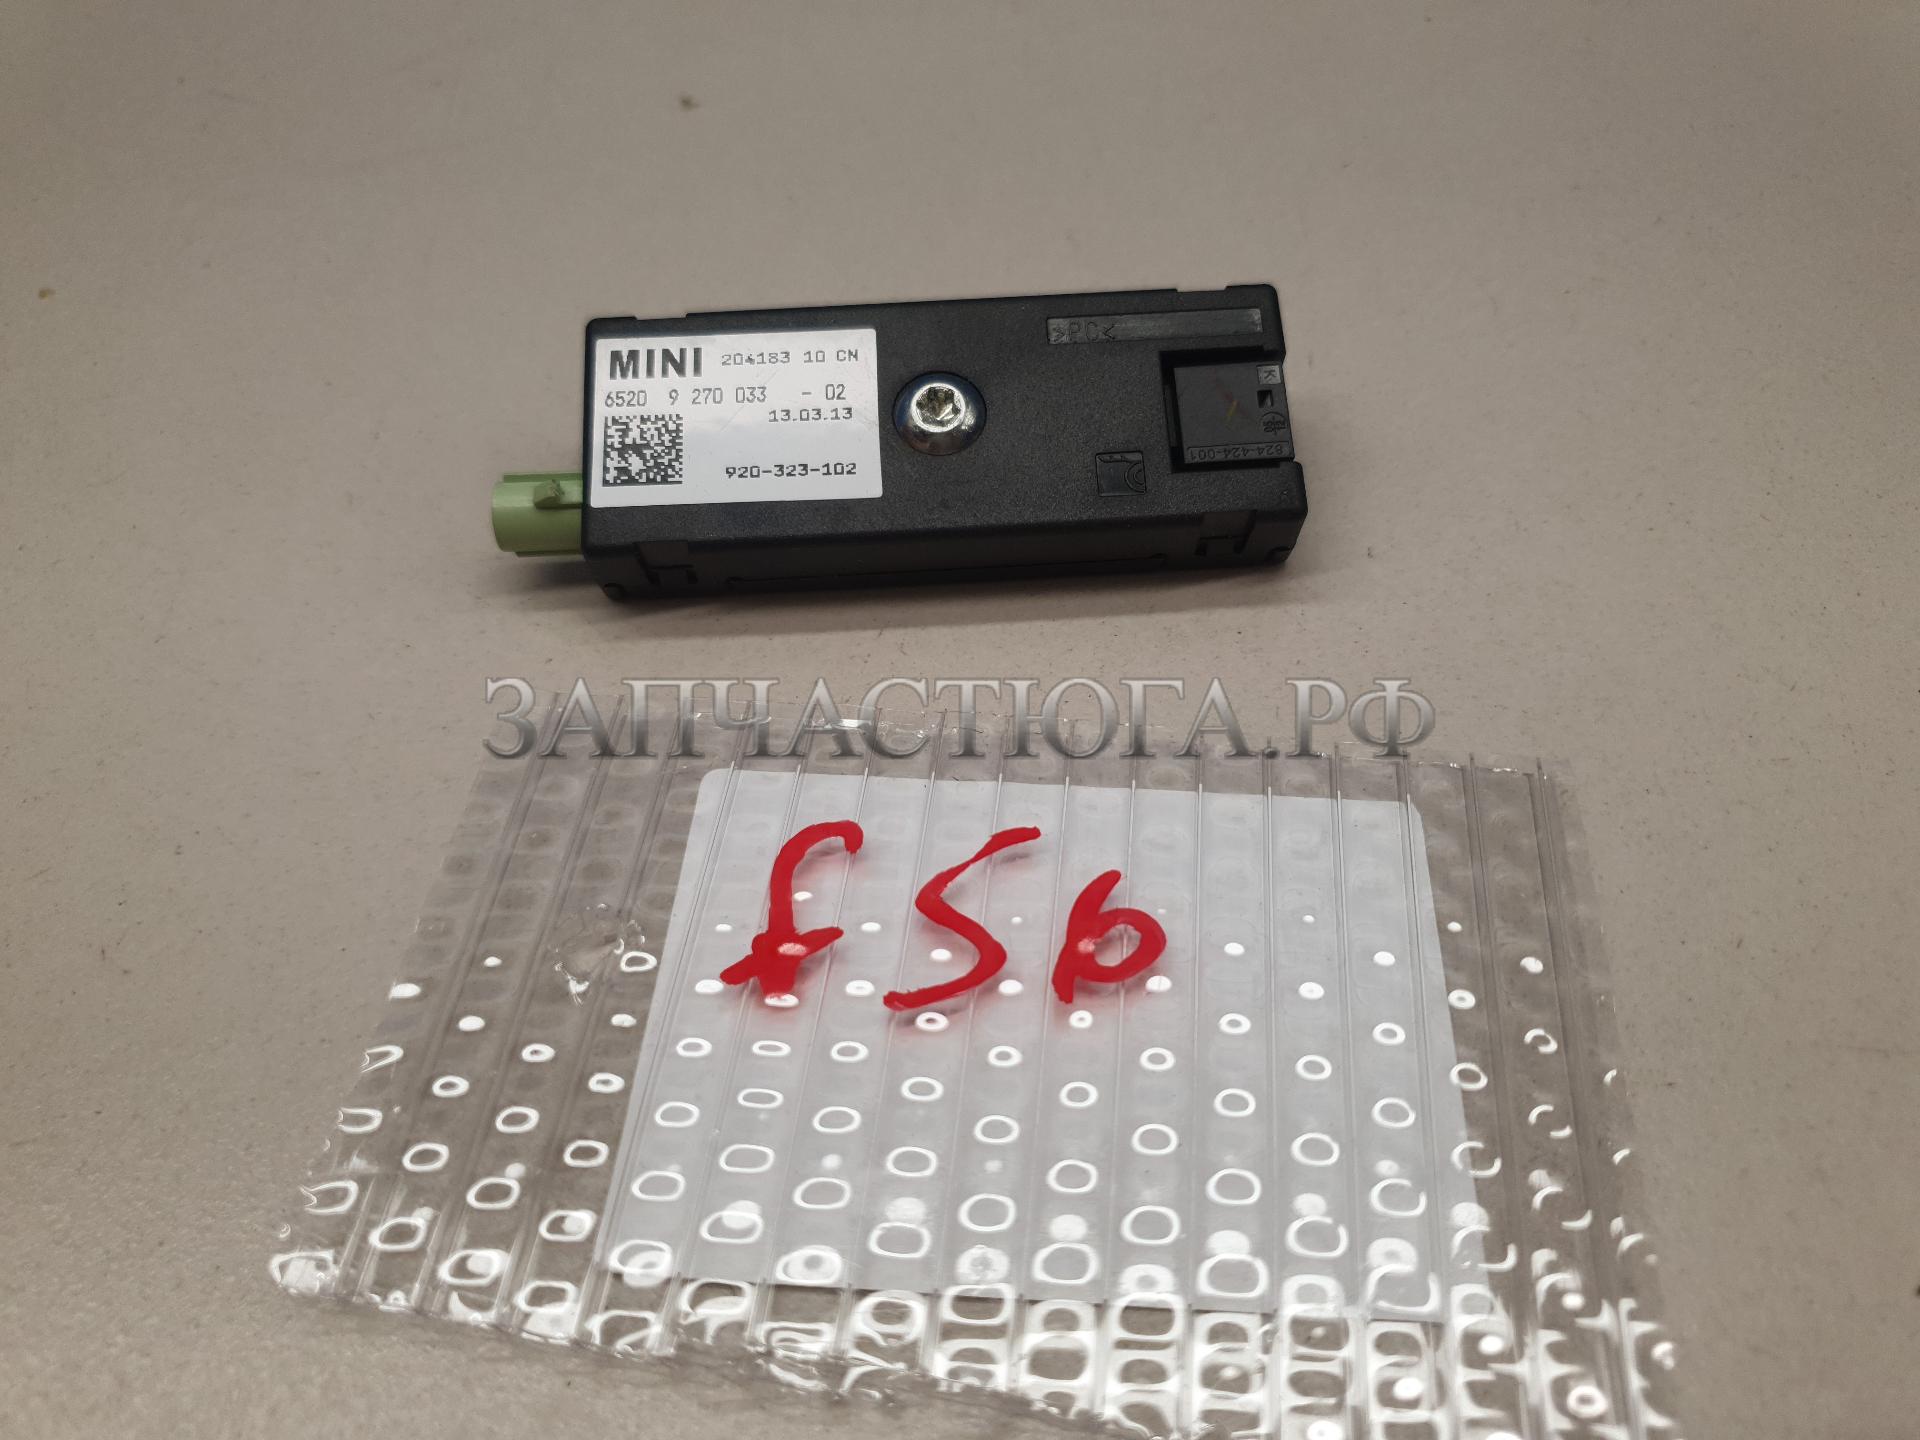 MINI 204183 10 CN
6520 9 270 033 - 02
13.03.13
920-323-102
>PC<
K
824-424-001
ЗАПЧАСТЮГА.РФ
f56